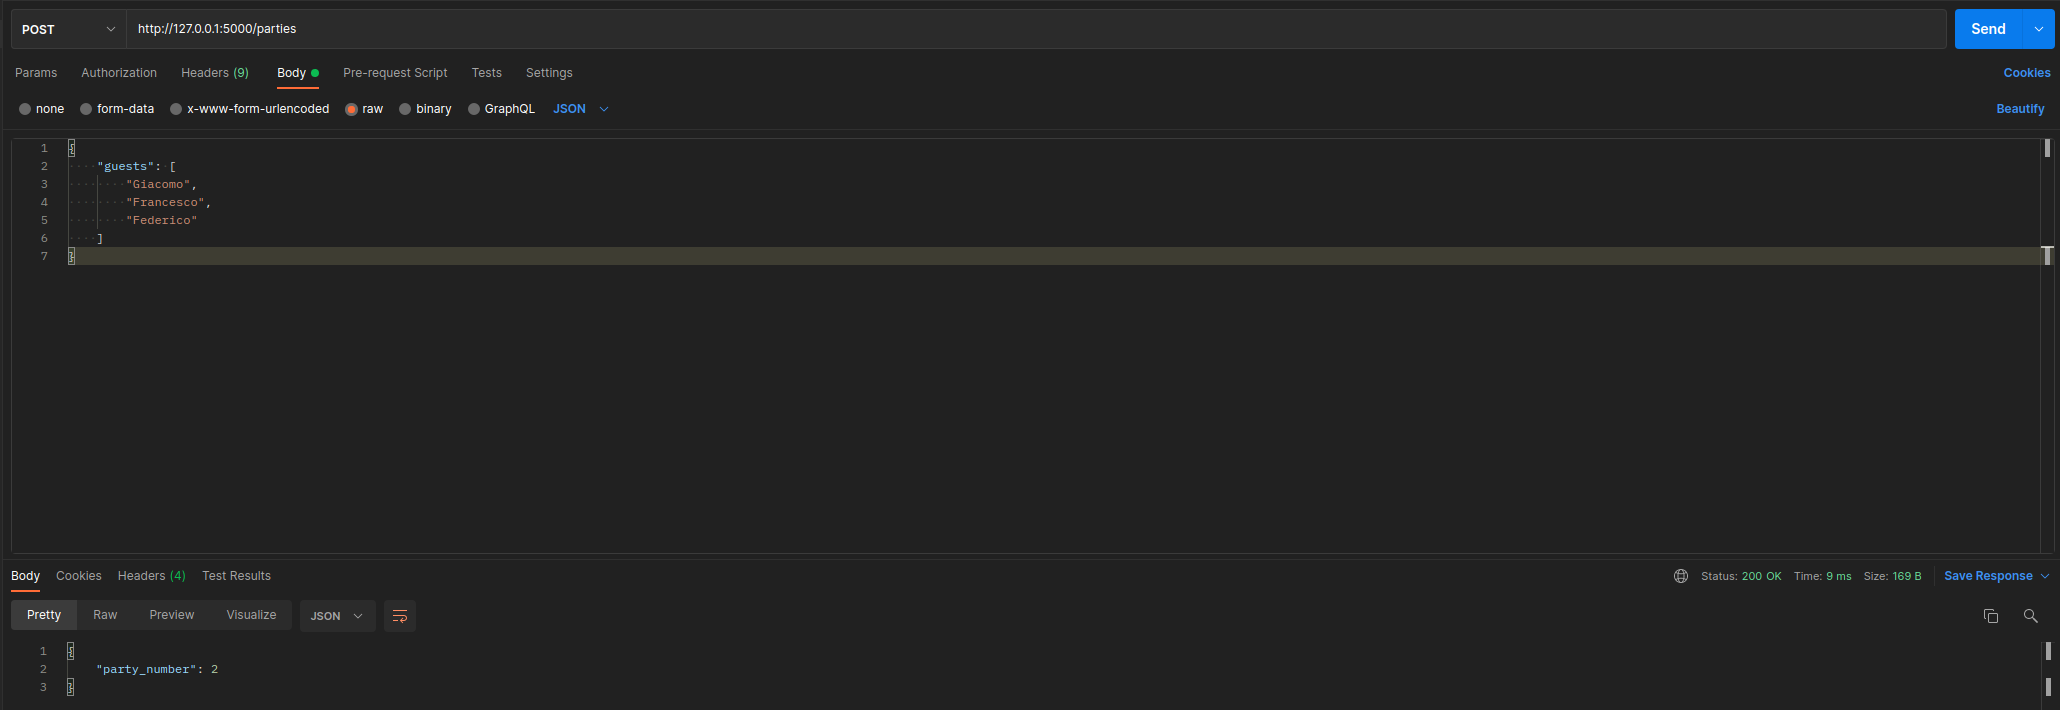 POST http://127.0.0.1:5000/parties Send
Params Authorization Headers (9) Body Pre-request Script Tests Settings Cookies
none form-data x-www-form-urlencoded raw binary GraphQL JSON Beautify
1 {
2 "guests": [
3 "Giacomo",
4 "Francesco",
5 "Federico"
6 ]
7 }
Body Cookies Headers (4) Test Results Status: 200 OK Time: 9 ms Size: 169 B Save Response
Pretty Raw Preview Visualize JSON
1 {
2 "party_number": 2
3 }